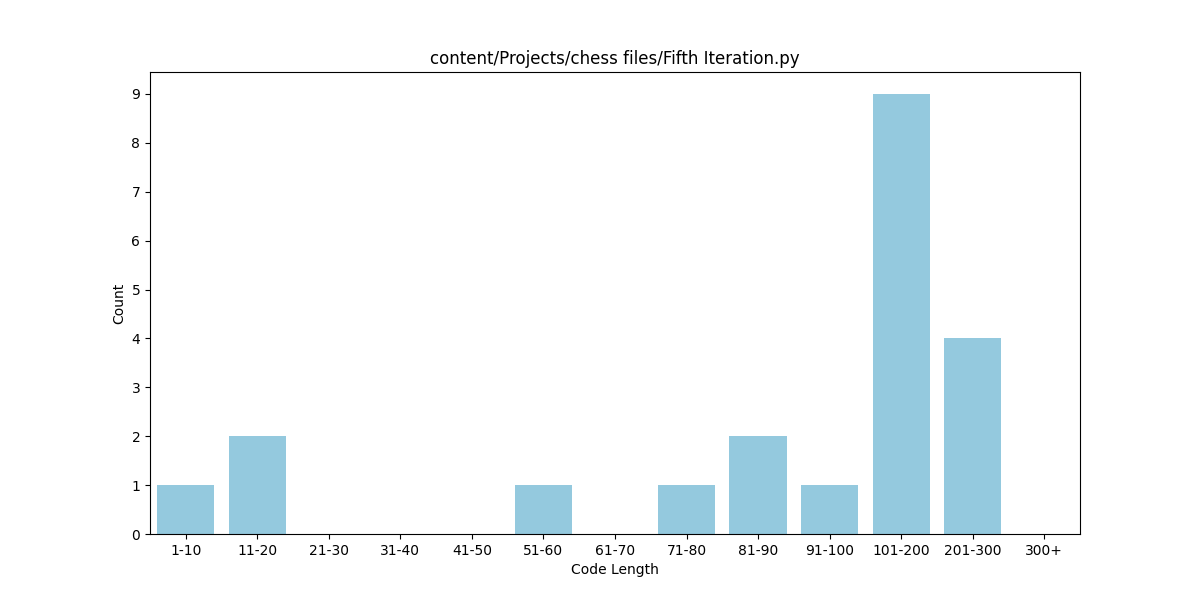 content/Projects/chess files/Fifth Iteration.py
9
8
7
6
5
4
3
2
1
0
Count
1-10 11-20 21-30 31-40 41-50 51-60 61-70 71-80 81-90 91-100 101-200 201-300 300+
Code Length